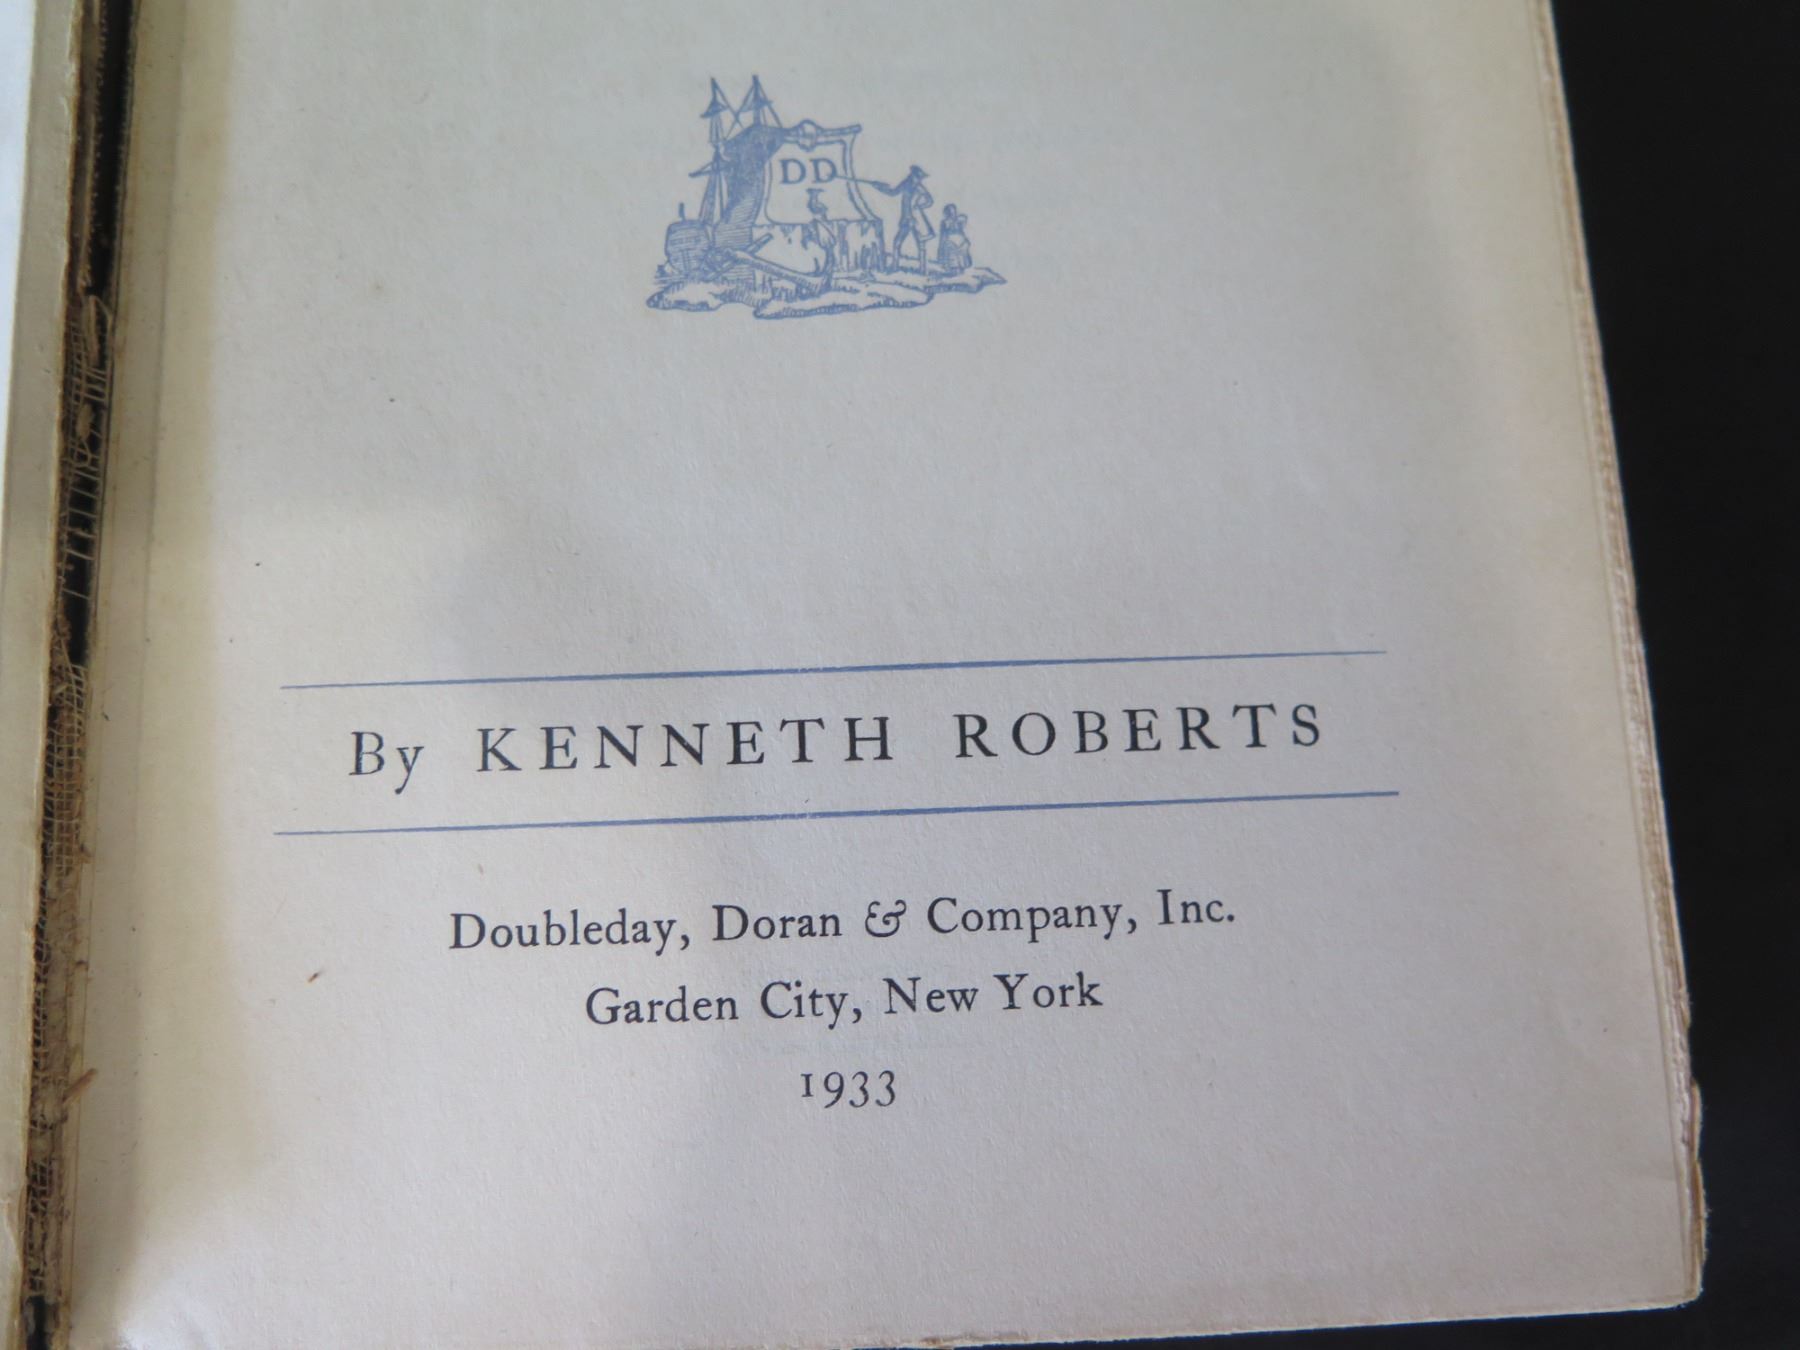 DD
By KENNETH ROBERTS
Doubleday, Doran & Company, Inc.
Garden City, New York
1933